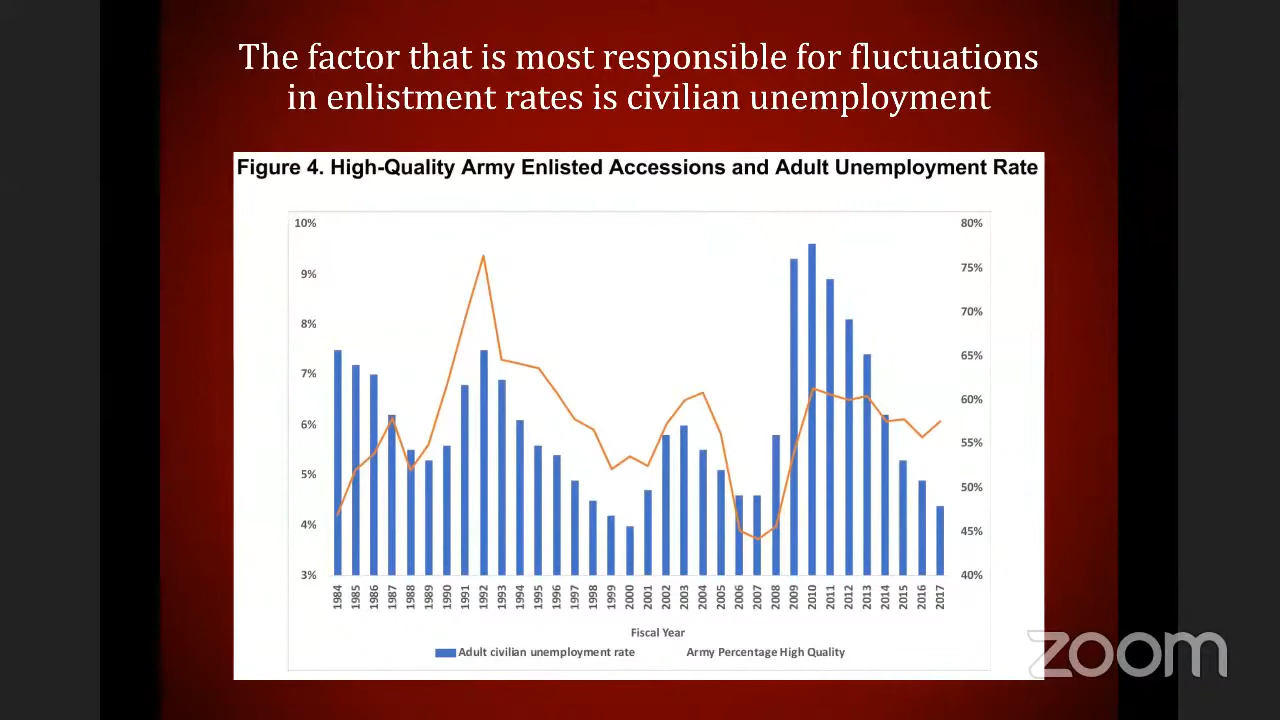 The factor that is most responsible for fluctuations
in enlistment rates is civilian unemployment
Figure 4. High-Quality Army Enlisted Accessions and Adult Unemployment Rate
10%
9%
8%
7%
6%
5%
4%
3%
80%
75%
70%
65%
60%
55%
50%
45%
40%
1984 1985 1986 1987 1988 1989 1990 1991 1992 1993 1994 1995 1996 1997 1998 1999 2000 2001 2002 2003 2004 2005 2006 2007 2008 2009 2010 2011 2012 2013 2014 2015 2016 2017
Fiscal Year
Adult civilian unemployment rate Army Percentage High Quality
zoom